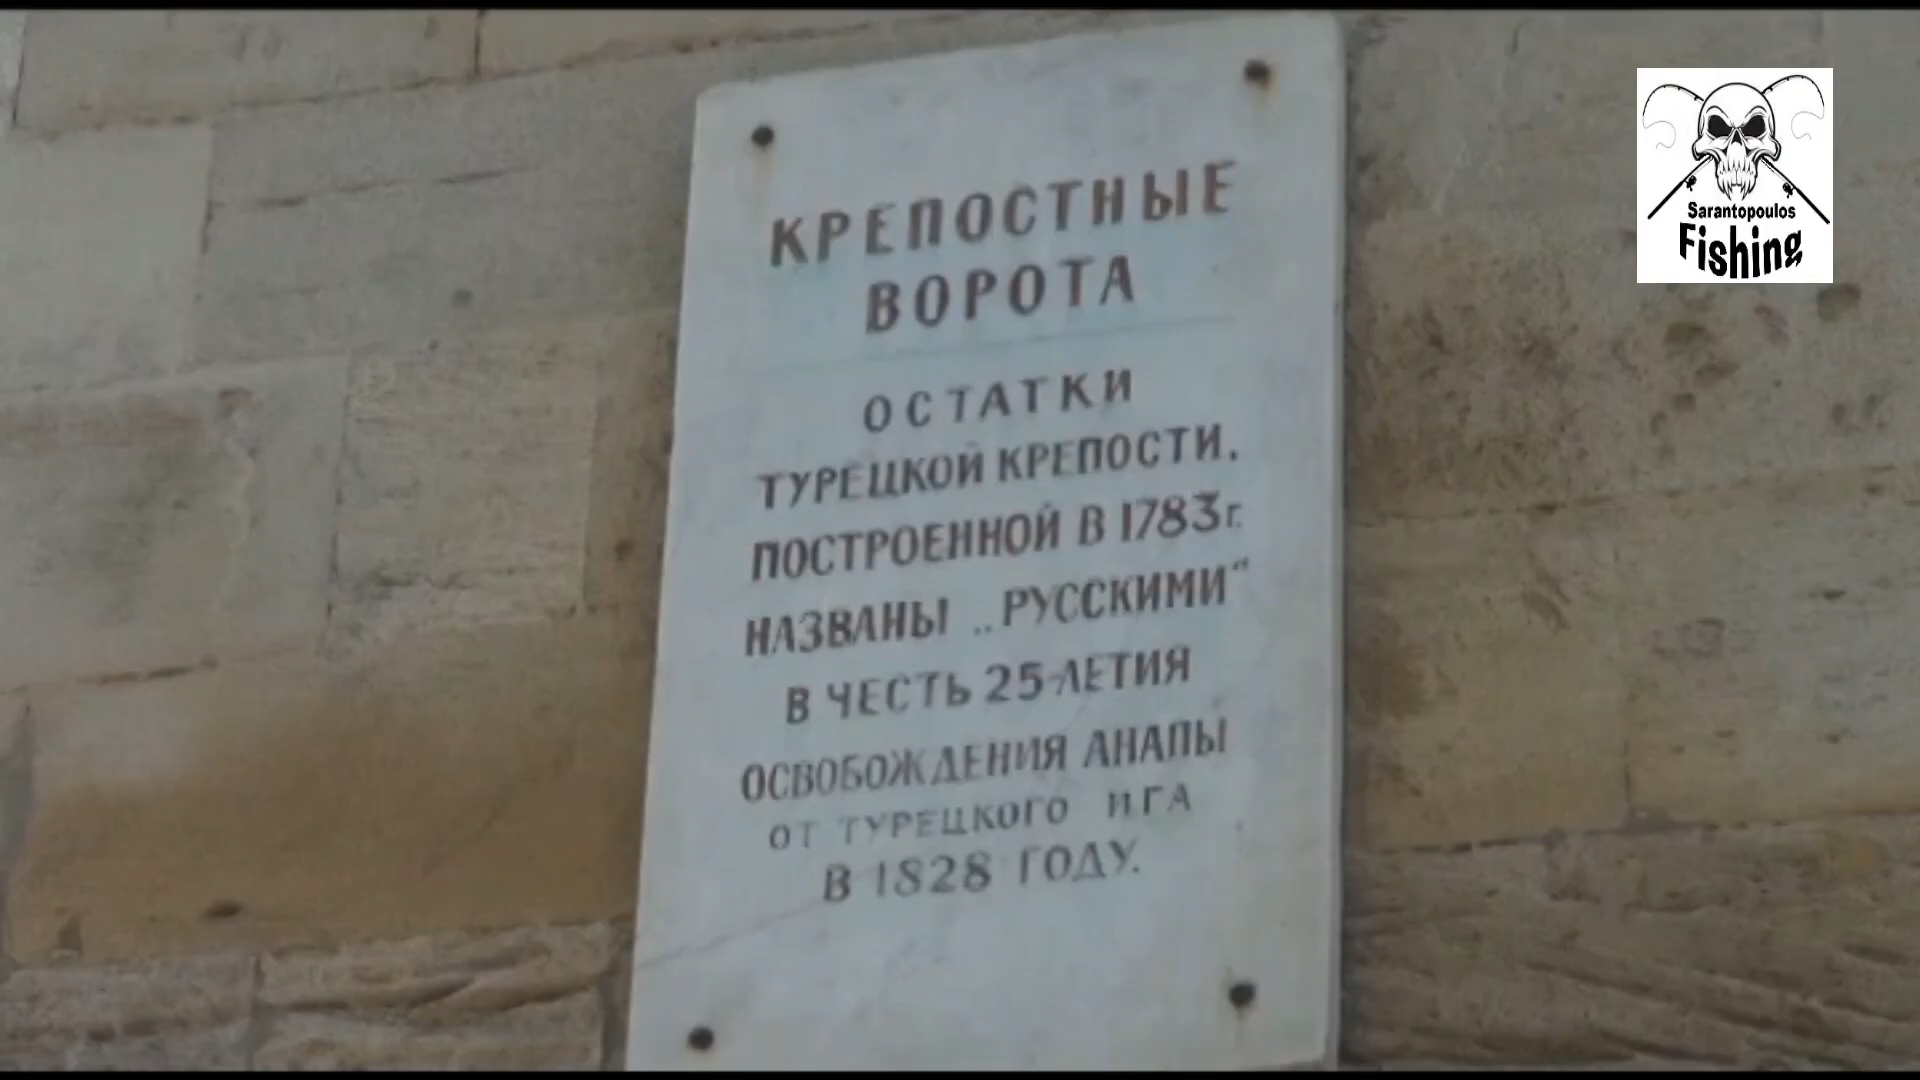 КРЕПОСТНЫЕ
ВОРОТА
ОСТАТКИ
ТУРЕЦКОЙ КРЕПОСТИ,
ПОСТРОЕННОЙ В 1783г.
НАЗВАНЫ „РУССКИМИ“
В ЧЕСТЬ 25-ЛЕТИЯ
ОСВОБОЖДЕНИЯ АНАПЫ
ОТ ТУРЕЦКОГО ИГА
В 1828 ГОДУ.
Sarantopoulos
Fishing